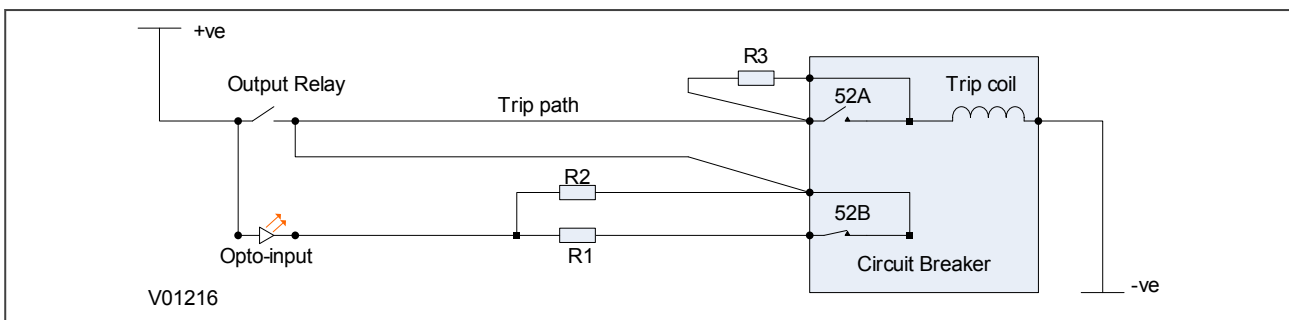 +ve
R3
Output Relay
52A
Trip coil
Trip path
R2
52B
Opto-input
R1
Circuit Breaker
-ve
V01216